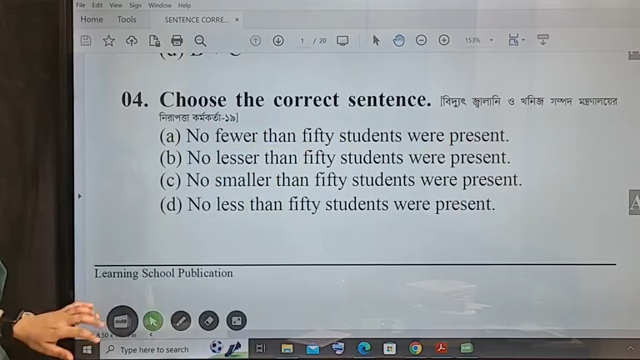 File Edit View Sign Window Help
Home Tools SENTENCE CORRE... ×
1 / 20 153%
04. Choose the correct sentence. [বিদ্যুৎ জ্বালানি ও খনিজ সম্পদ মন্ত্রণালয়ের
নিরাপত্তা কর্মকর্তা-১৯]
(a) No fewer than fifty students were present.
(b) No lesser than fifty students were present.
(c) No smaller than fifty students were present.
(d) No less than fifty students were present.
Learning School Publication
Type here to search